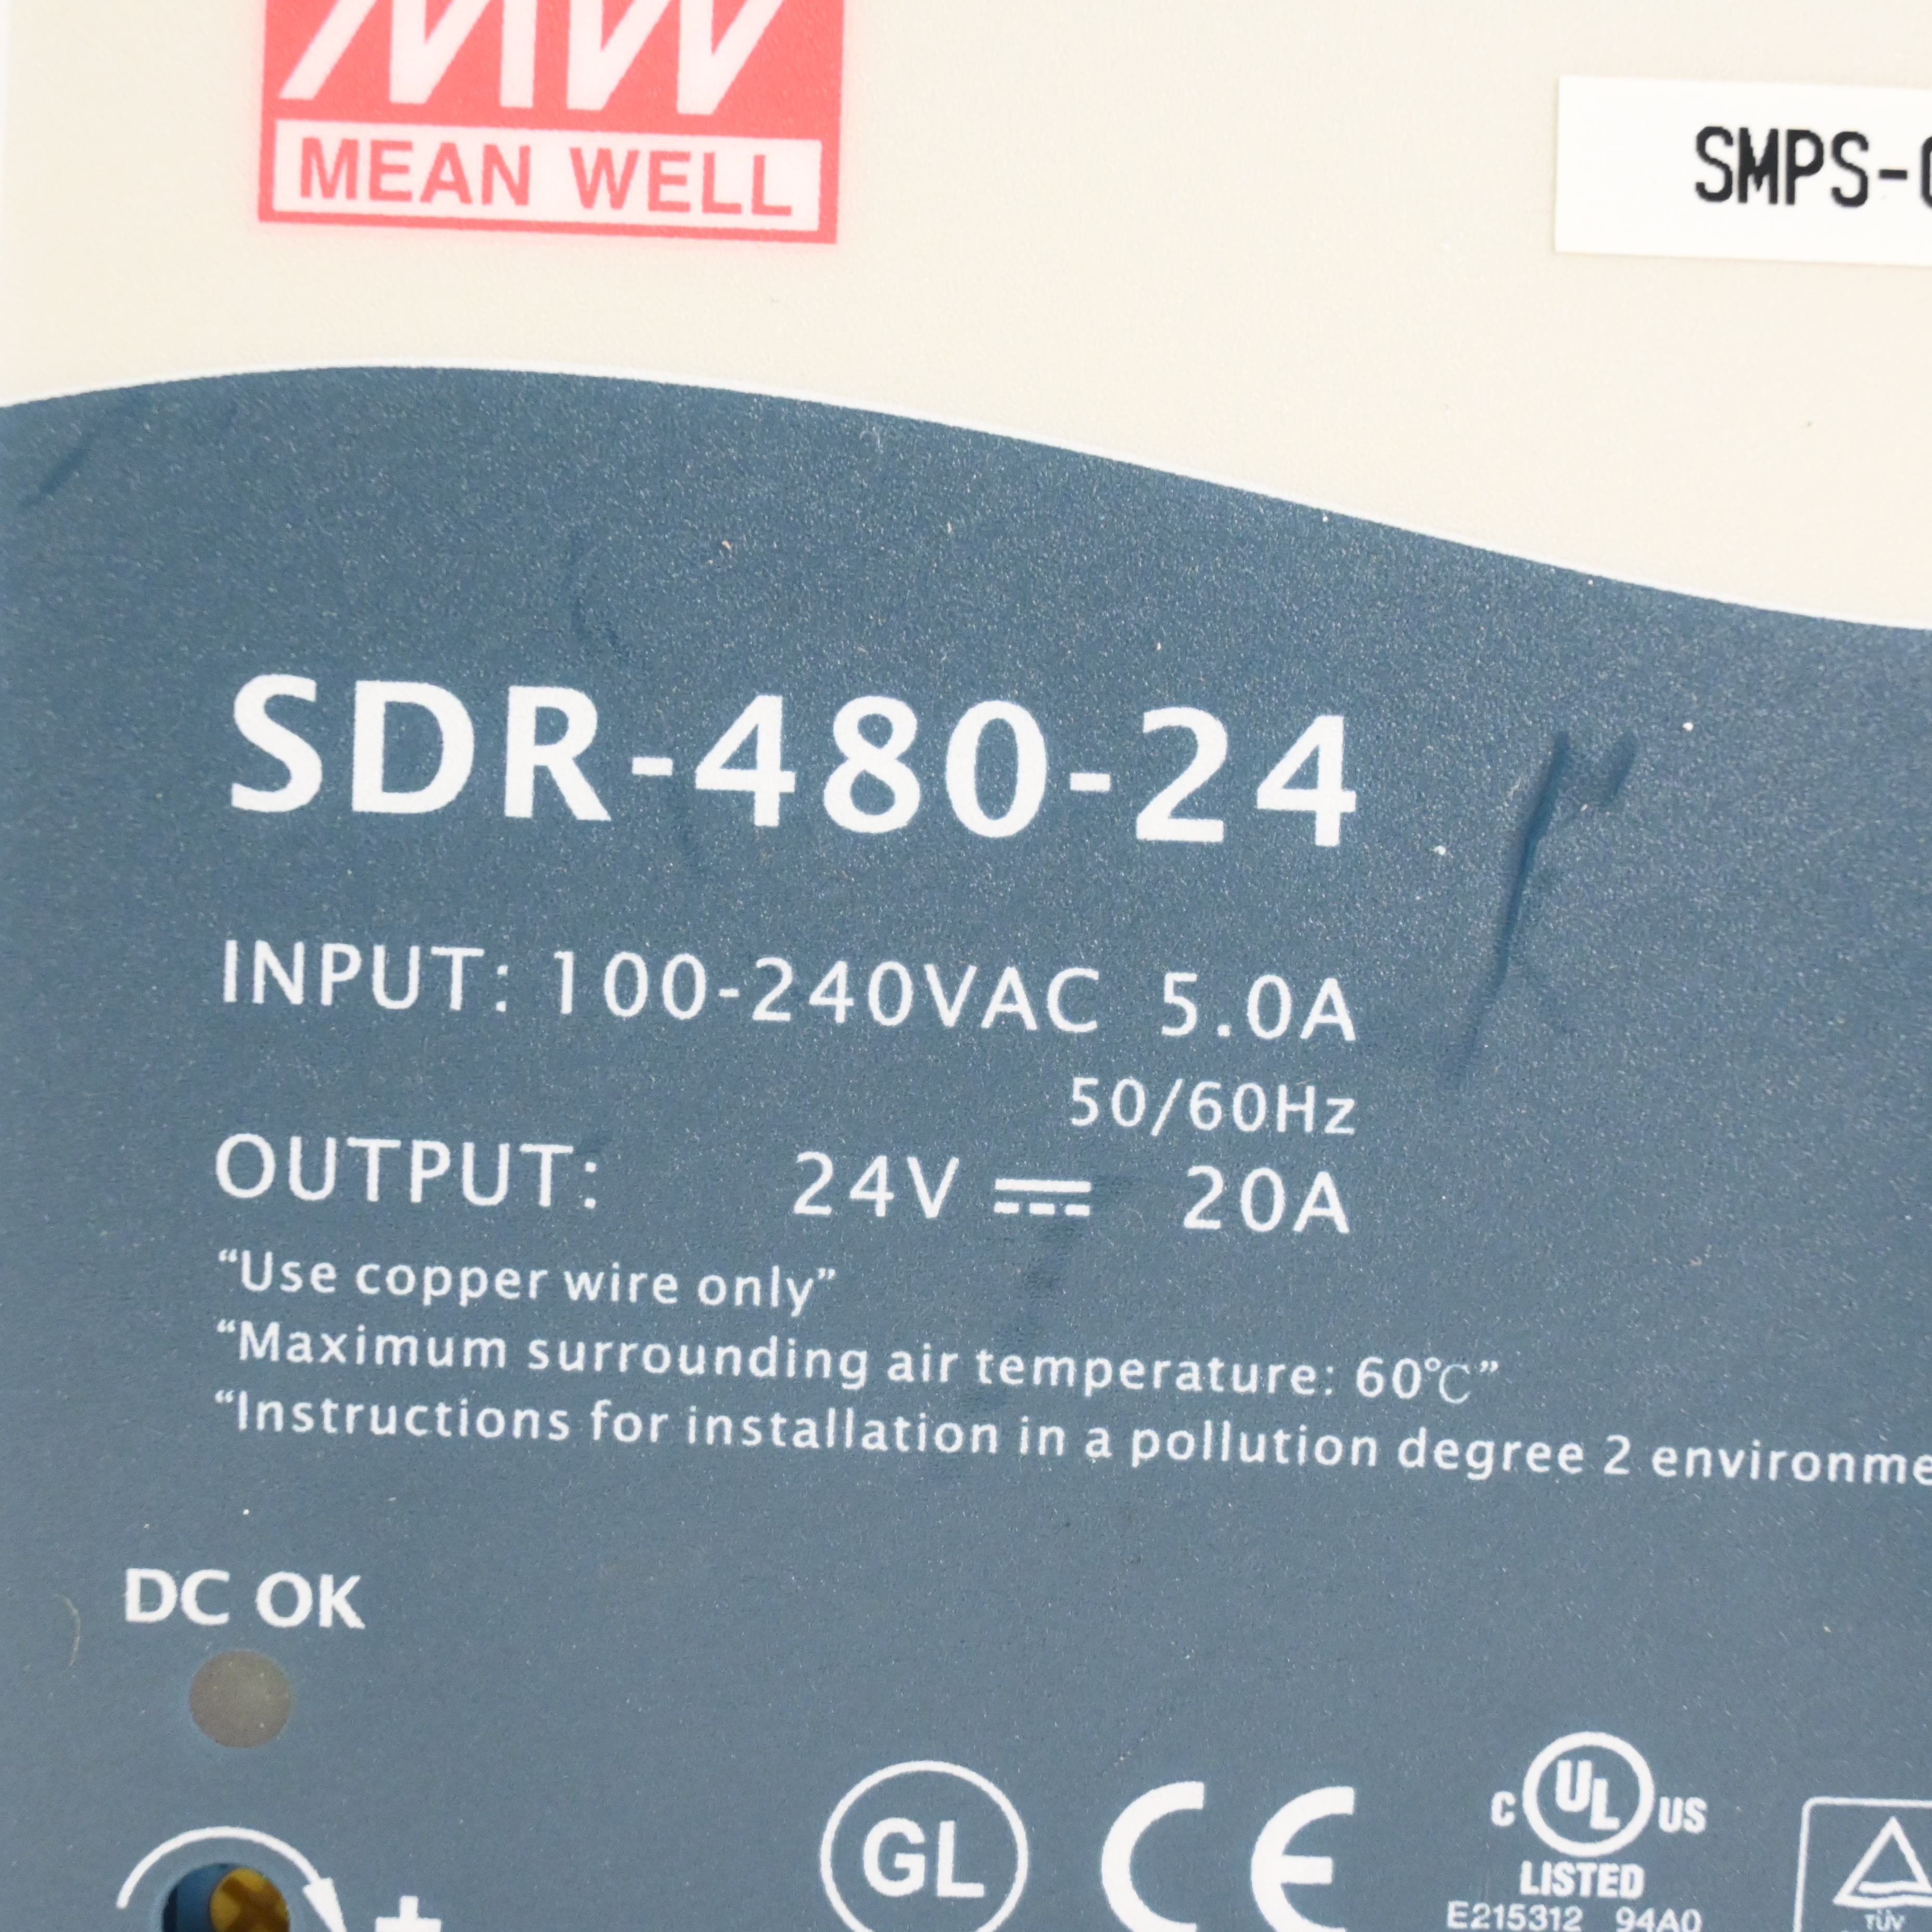 MW
MEAN WELL
SMPS-
SDR-480-24
INPUT: 100-240VAC 5.0A
50/60Hz
OUTPUT: 24V ⎓ 20A
“Use copper wire only”
“Maximum surrounding air temperature: 60℃”
“Instructions for installation in a pollution degree 2 environme
DC OK
+
GL CE
C UL US
LISTED
E215312 94A0
TÜV